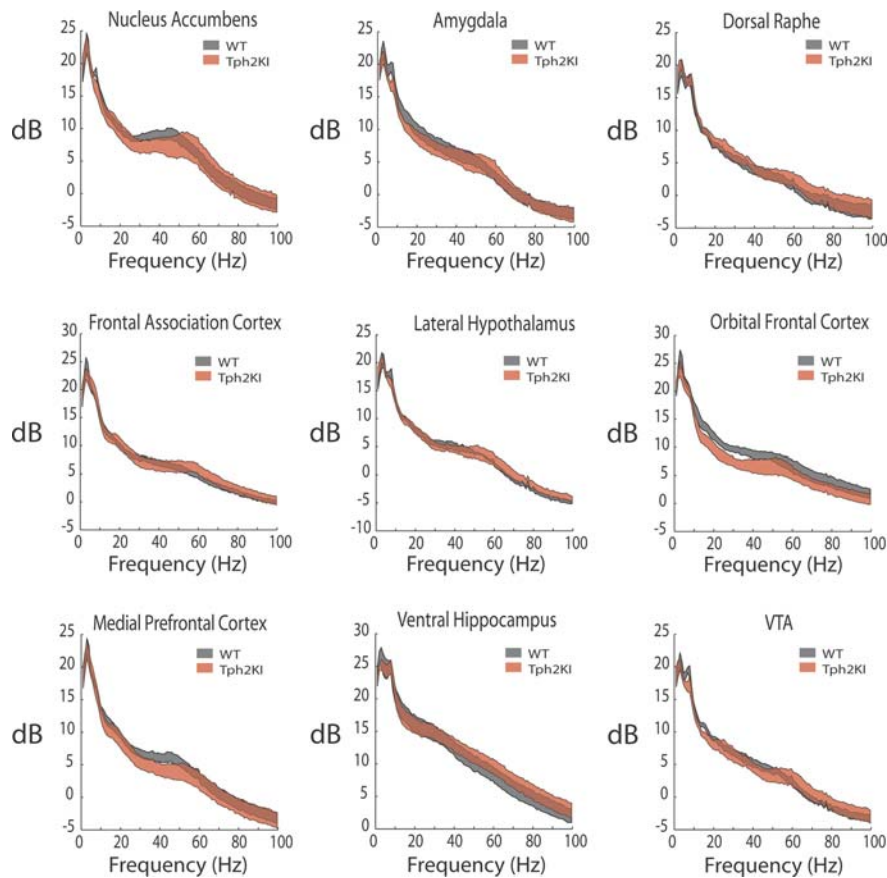 Nucleus Accumbens
25
20
15
10
5
0
-5
dB
WT
Tph2KI
0 20 40 60 80 100
Frequency (Hz)
Amygdala
25
20
15
10
5
0
-5
dB
WT
Tph2KI
0 20 40 60 80 100
Frequency (Hz)
Dorsal Raphe
25
20
15
10
5
0
-5
dB
WT
Tph2KI
0 20 40 60 80 100
Frequency (Hz)
Frontal Association Cortex
30
25
20
15
10
5
0
-5
dB
WT
Tph2KI
0 20 40 60 80 100
Frequency (Hz)
Lateral Hypothalamus
25
20
15
10
5
0
-5
-10
dB
WT
Tph2KI
0 20 40 60 80 100
Frequency (Hz)
Orbital Frontal Cortex
30
25
20
15
10
5
0
-5
dB
WT
Tph2KI
0 20 40 60 80 100
Frequency (Hz)
Medial Prefrontal Cortex
25
20
15
10
5
0
-5
dB
WT
Tph2KI
0 20 40 60 80 100
Frequency (Hz)
Ventral Hippocampus
30
25
20
15
10
5
0
dB
WT
Tph2KI
0 20 40 60 80 100
Frequency (Hz)
VTA
25
20
15
10
5
0
-5
dB
WT
Tph2KI
0 20 40 60 80 100
Frequency (Hz)